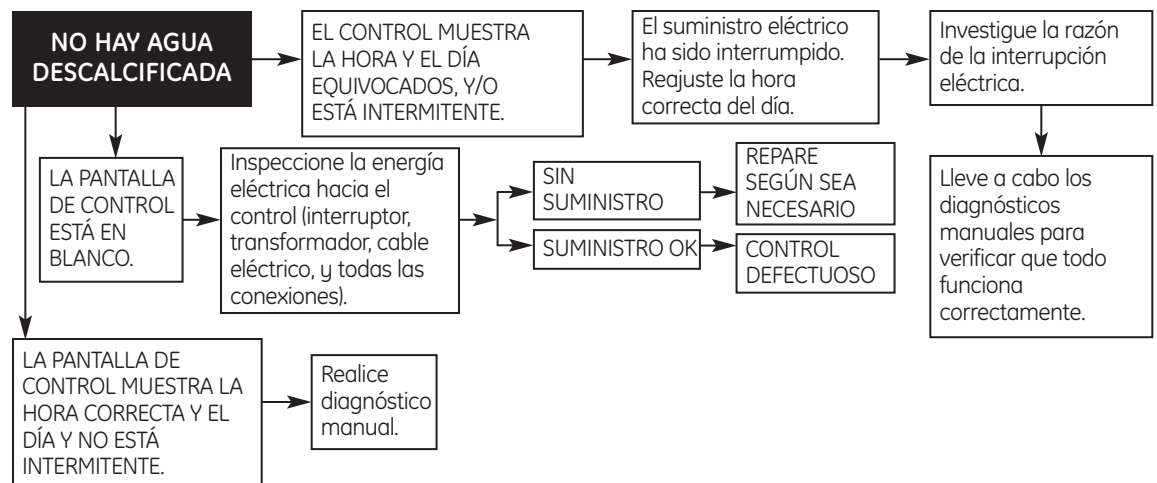 NO HAY AGUA
DESCALCIFICADA
EL CONTROL MUESTRA
LA HORA Y EL DÍA
EQUIVOCADOS, Y/O
ESTÁ INTERMITENTE.
El suministro eléctrico
ha sido interrumpido.
Reajuste la hora
correcta del día.
Investigue la razón
de la interrupción
eléctrica.
Lleve a cabo los
diagnósticos
manuales para
verificar que todo
funciona
correctamente.
LA PANTALLA
DE CONTROL
ESTÁ EN
BLANCO.
Inspeccione la energía
eléctrica hacia el
control (interruptor,
transformador, cable
eléctrico, y todas las
conexiones).
SIN
SUMINISTRO
REPARE
SEGÚN SEA
NECESARIO
SUMINISTRO OK
CONTROL
DEFECTUOSO
LA PANTALLA DE
CONTROL MUESTRA LA
HORA CORRECTA Y EL
DÍA Y NO ESTÁ
INTERMITENTE.
Realice
diagnóstico
manual.